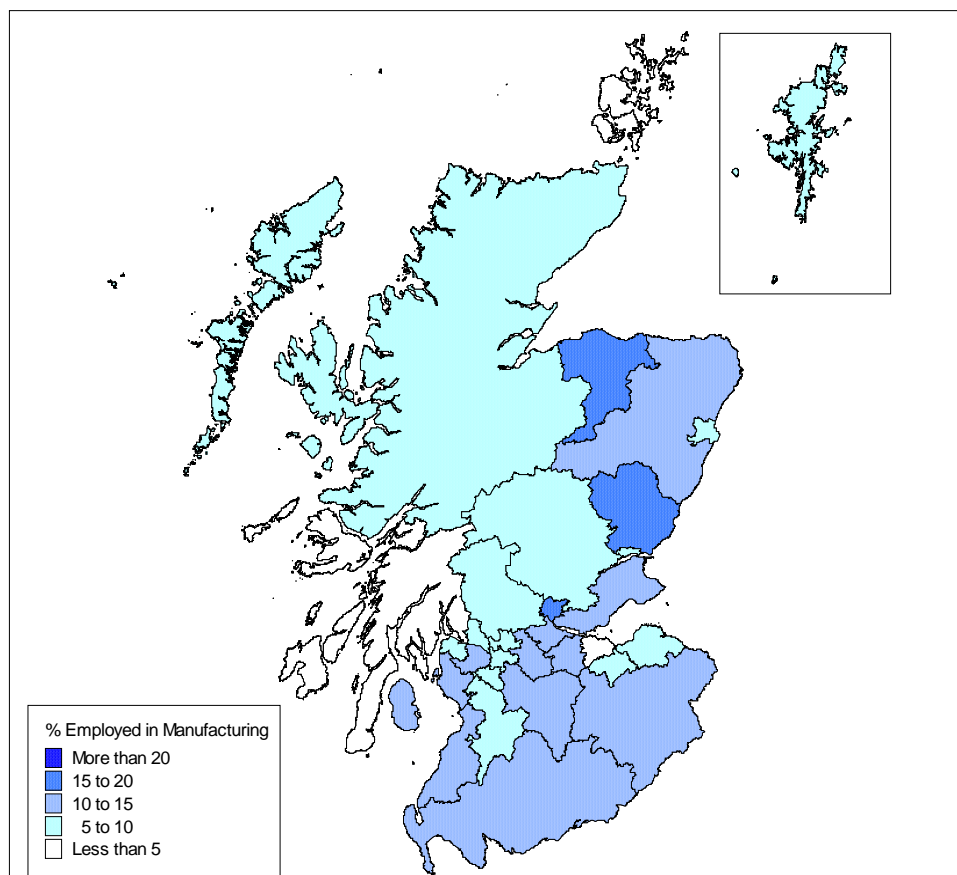 % Employed in Manufacturing
More than 20
15 to 20
10 to 15
5 to 10
Less than 5